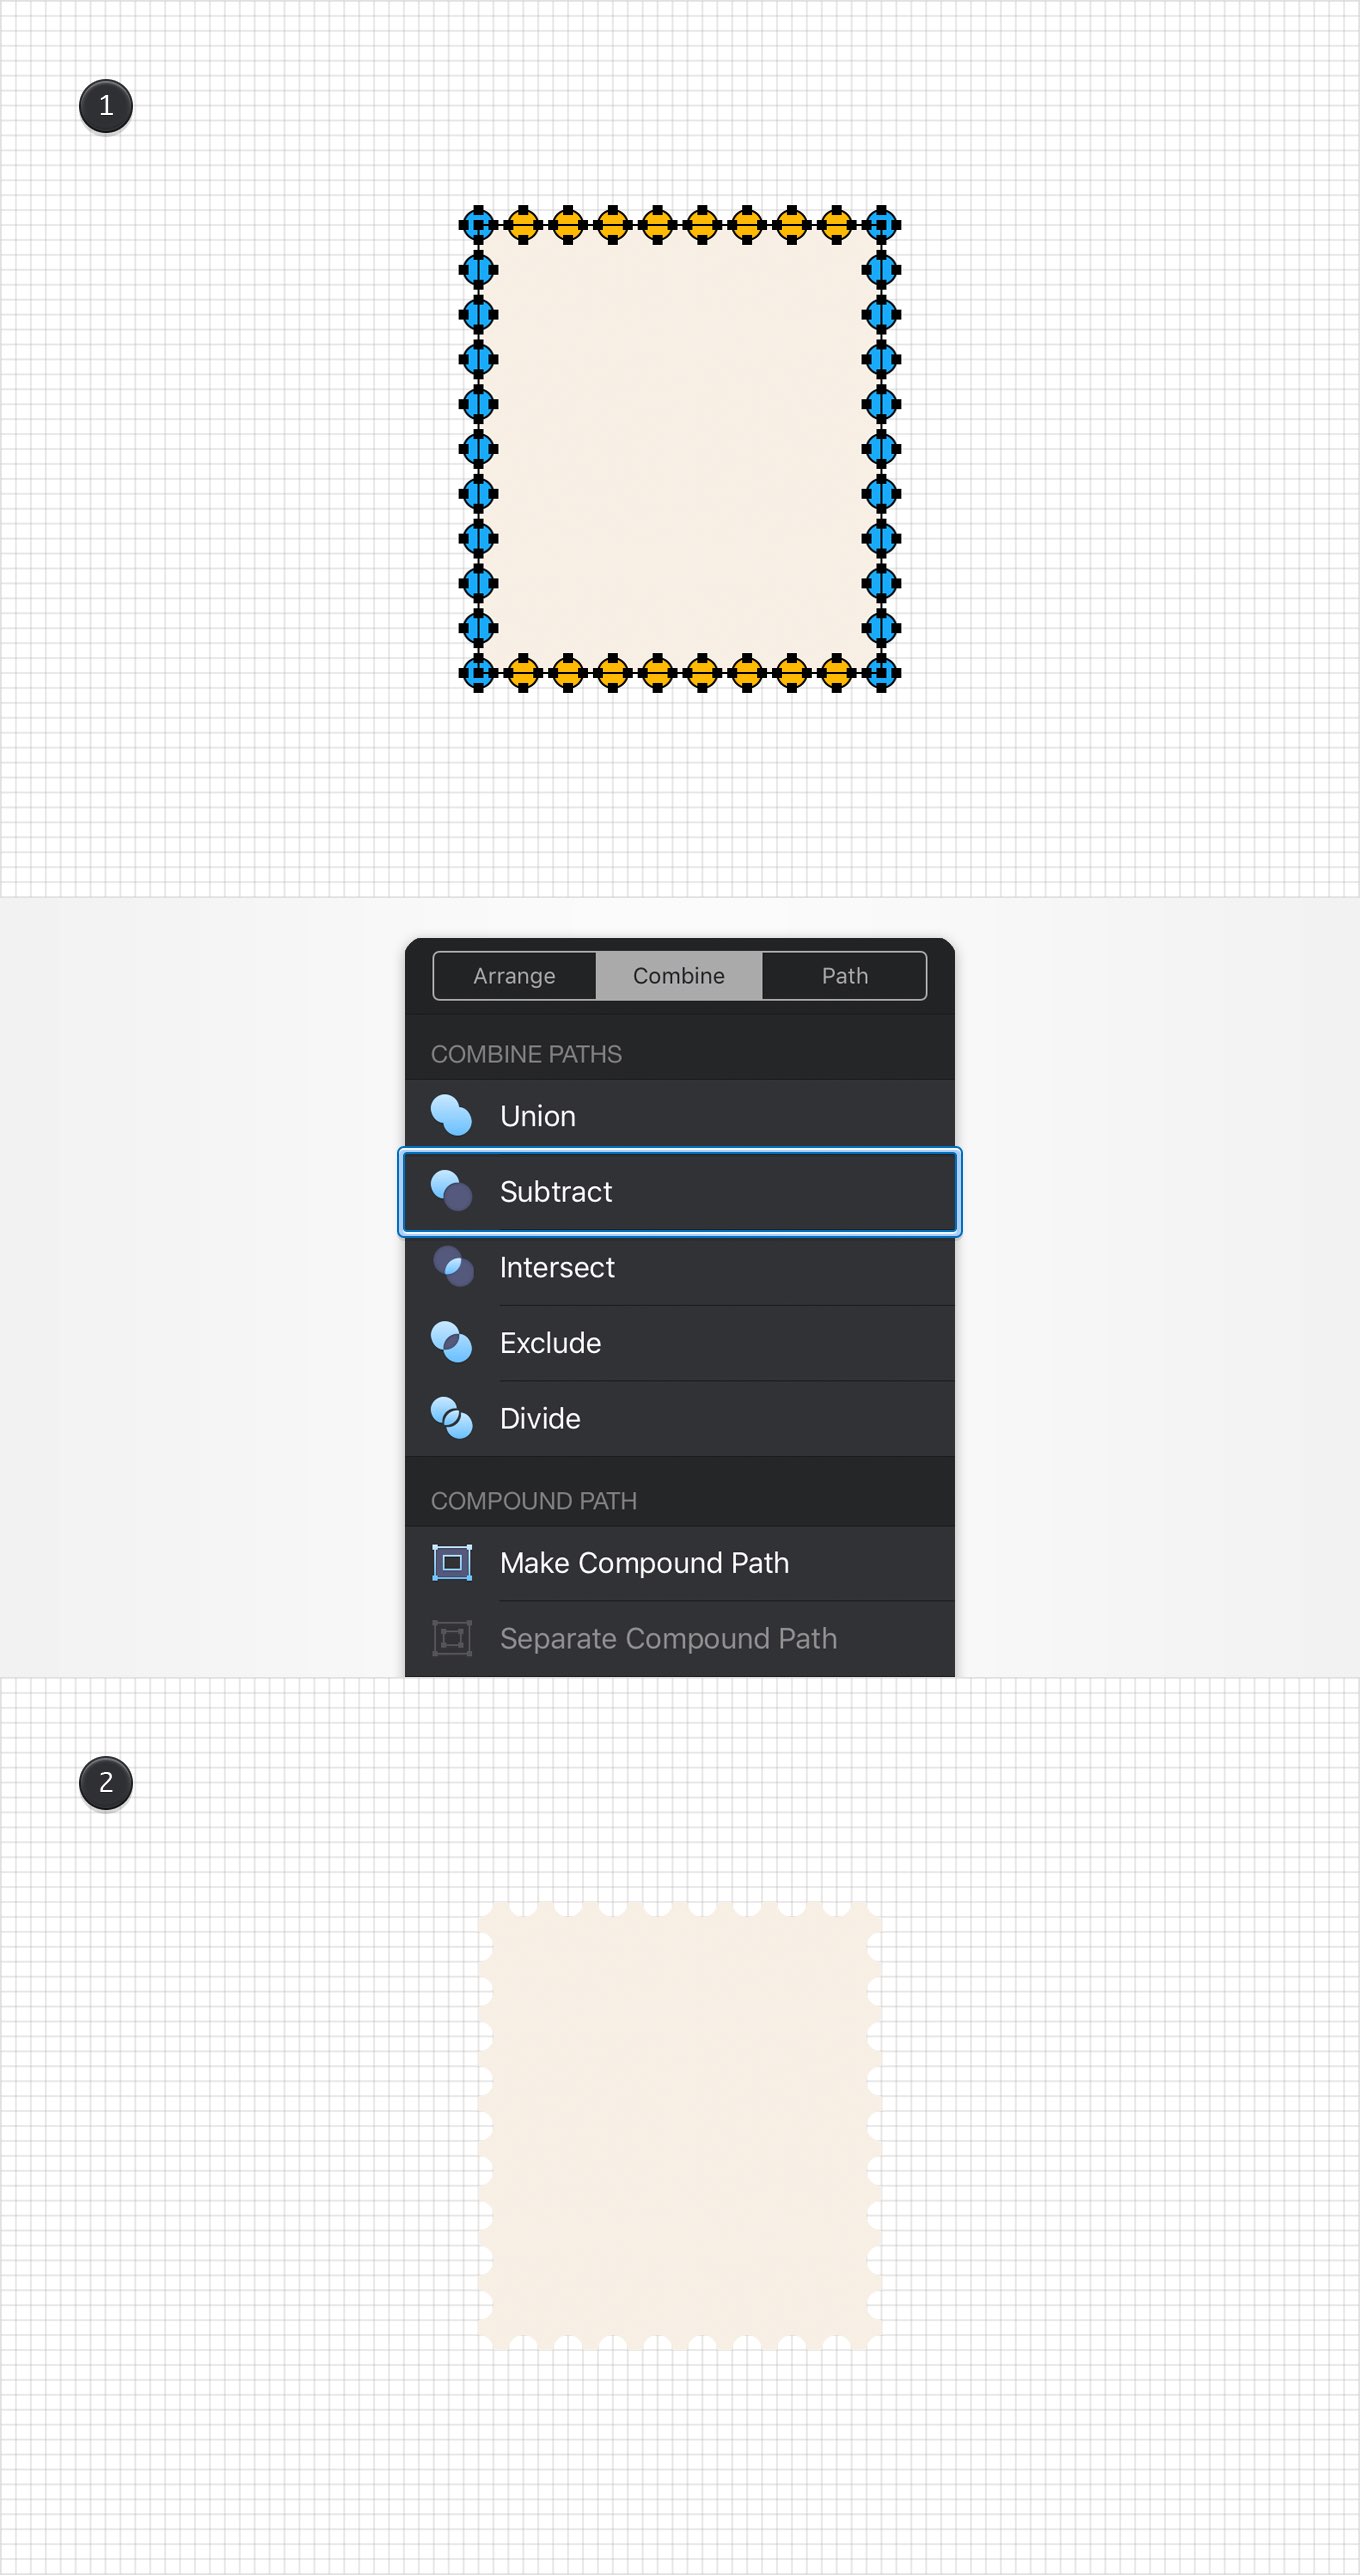 1
Arrange Combine Path
COMBINE PATHS
Union
Subtract
Intersect
Exclude
Divide
COMPOUND PATH
Make Compound Path
Separate Compound Path
2